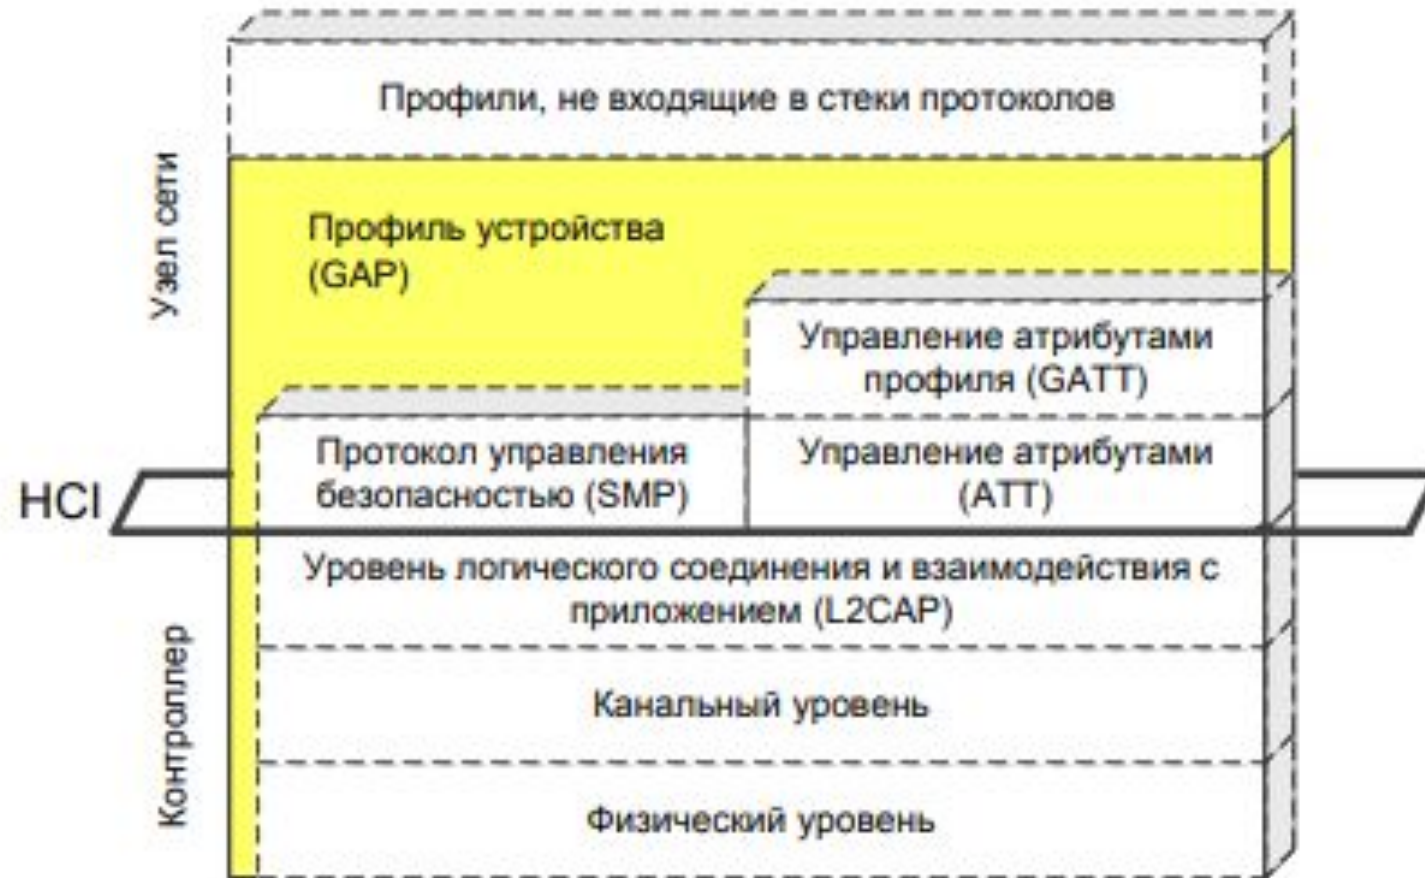 Профили, не входящие в стеки протоколов
Узел сети
Профиль устройства
(GAP)
Управление атрибутами
профиля (GATT)
Протокол управления
безопасностью (SMP)
Управление атрибутами
(ATT)
HCI
Уровень логического соединения и взаимодействия с
приложением (L2CAP)
Контроллер
Канальный уровень
Физический уровень